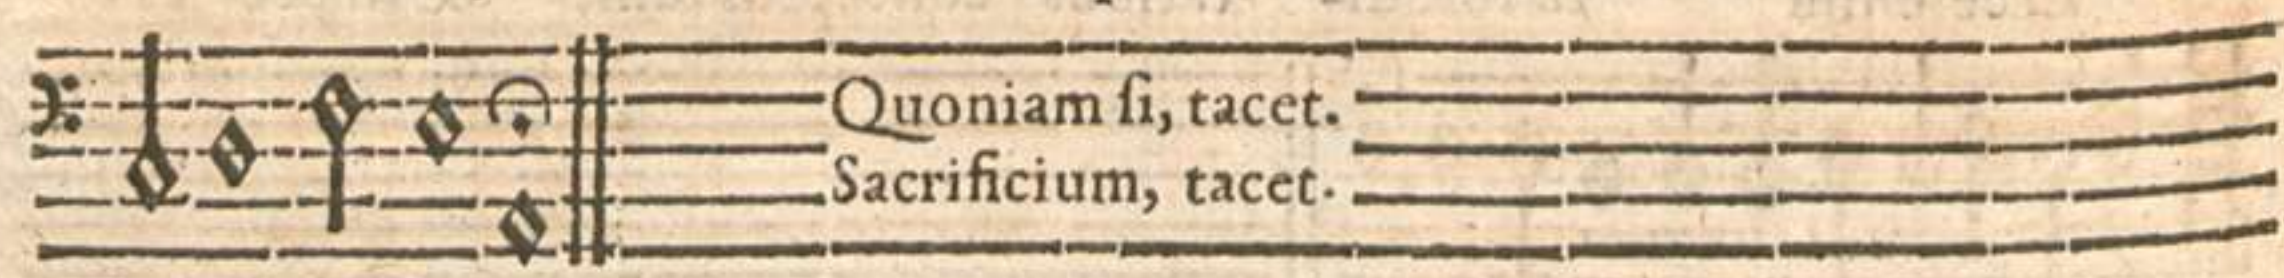 Quoniam ſi, tacet.
Sacrificium, tacet.